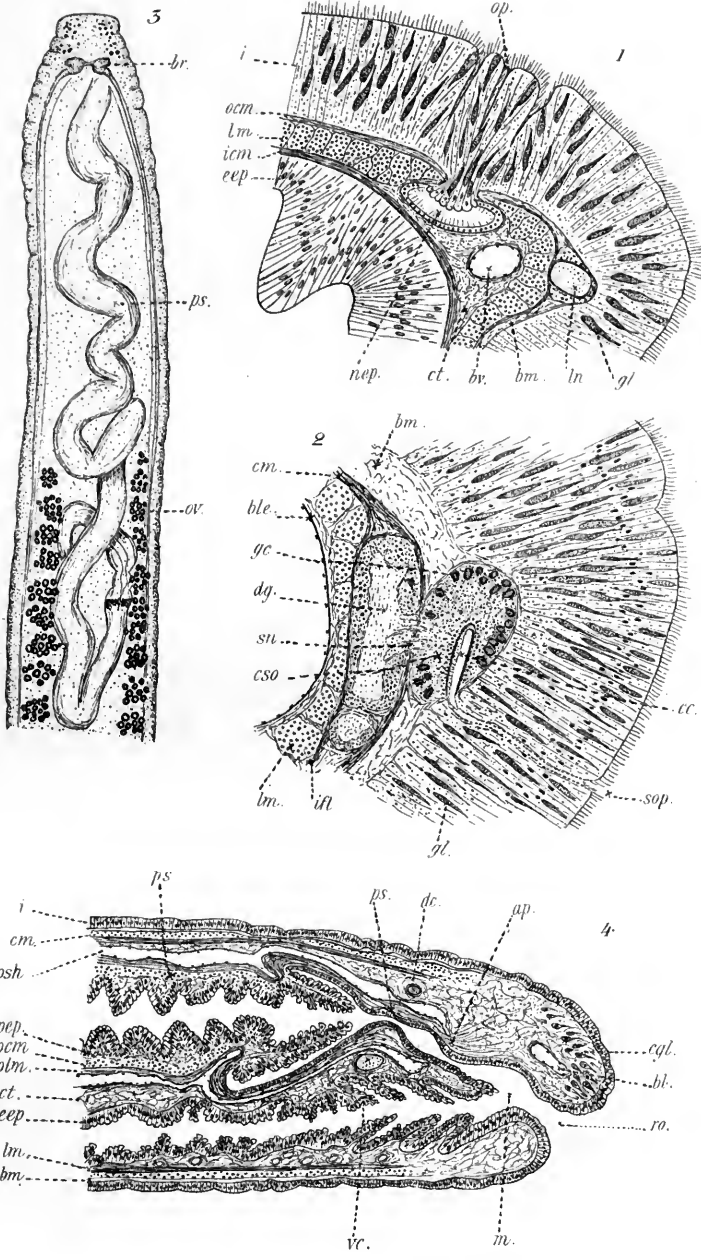 3
br.
ps.
ov.
1
op.
i
ocm
lm
icm
eep
nep.
ct.
bv.
bm.
ln
gl
2
bm.
cm.
ble.
gc
dg.
sn
cso
cc.
lm.
ifl
sop.
gl.
4
ps
ps.
dc.
ap.
i
cm.
psh
pep.
ocm
plm.
ct.
eep
lm
bm.
cgl.
bl.
ro.
vc.
m.